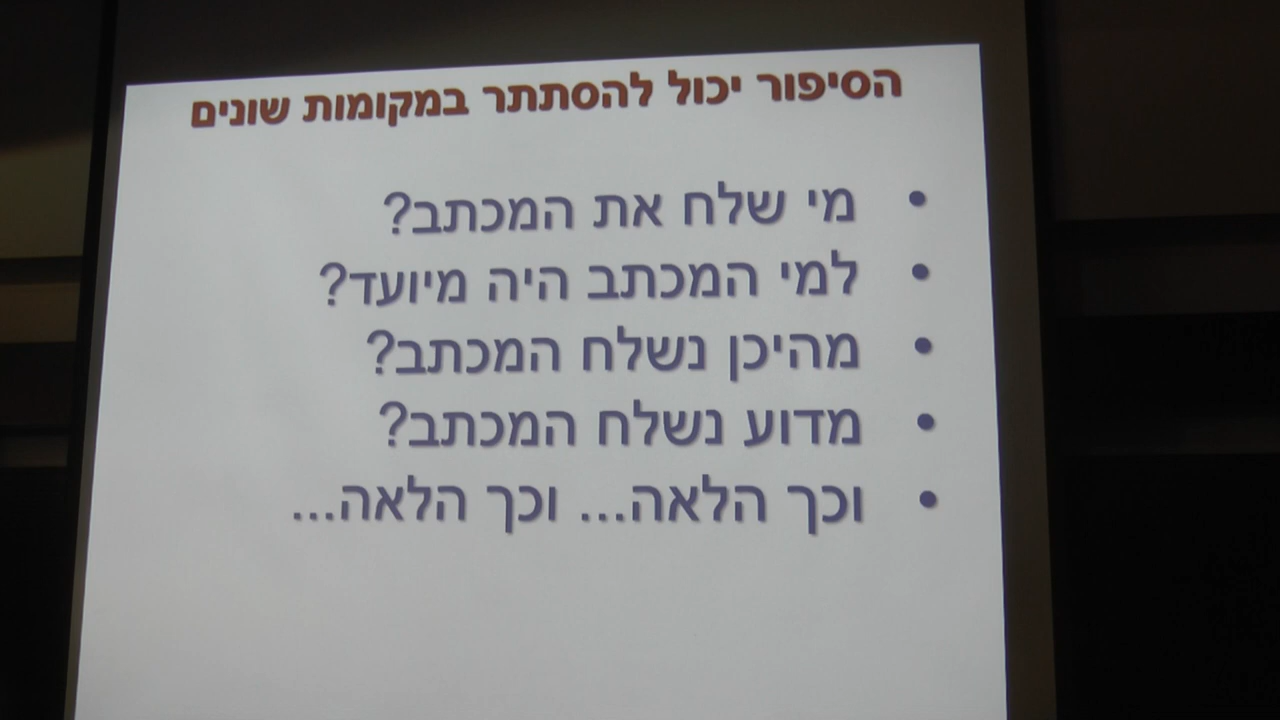 הסיפור יכול להסתתר במקומות שונים
• מי שלח את המכתב?
• למי המכתב היה מיועד?
• מהיכן נשלח המכתב?
• מדוע נשלח המכתב?
• וכך הלאה... וכך הלאה...